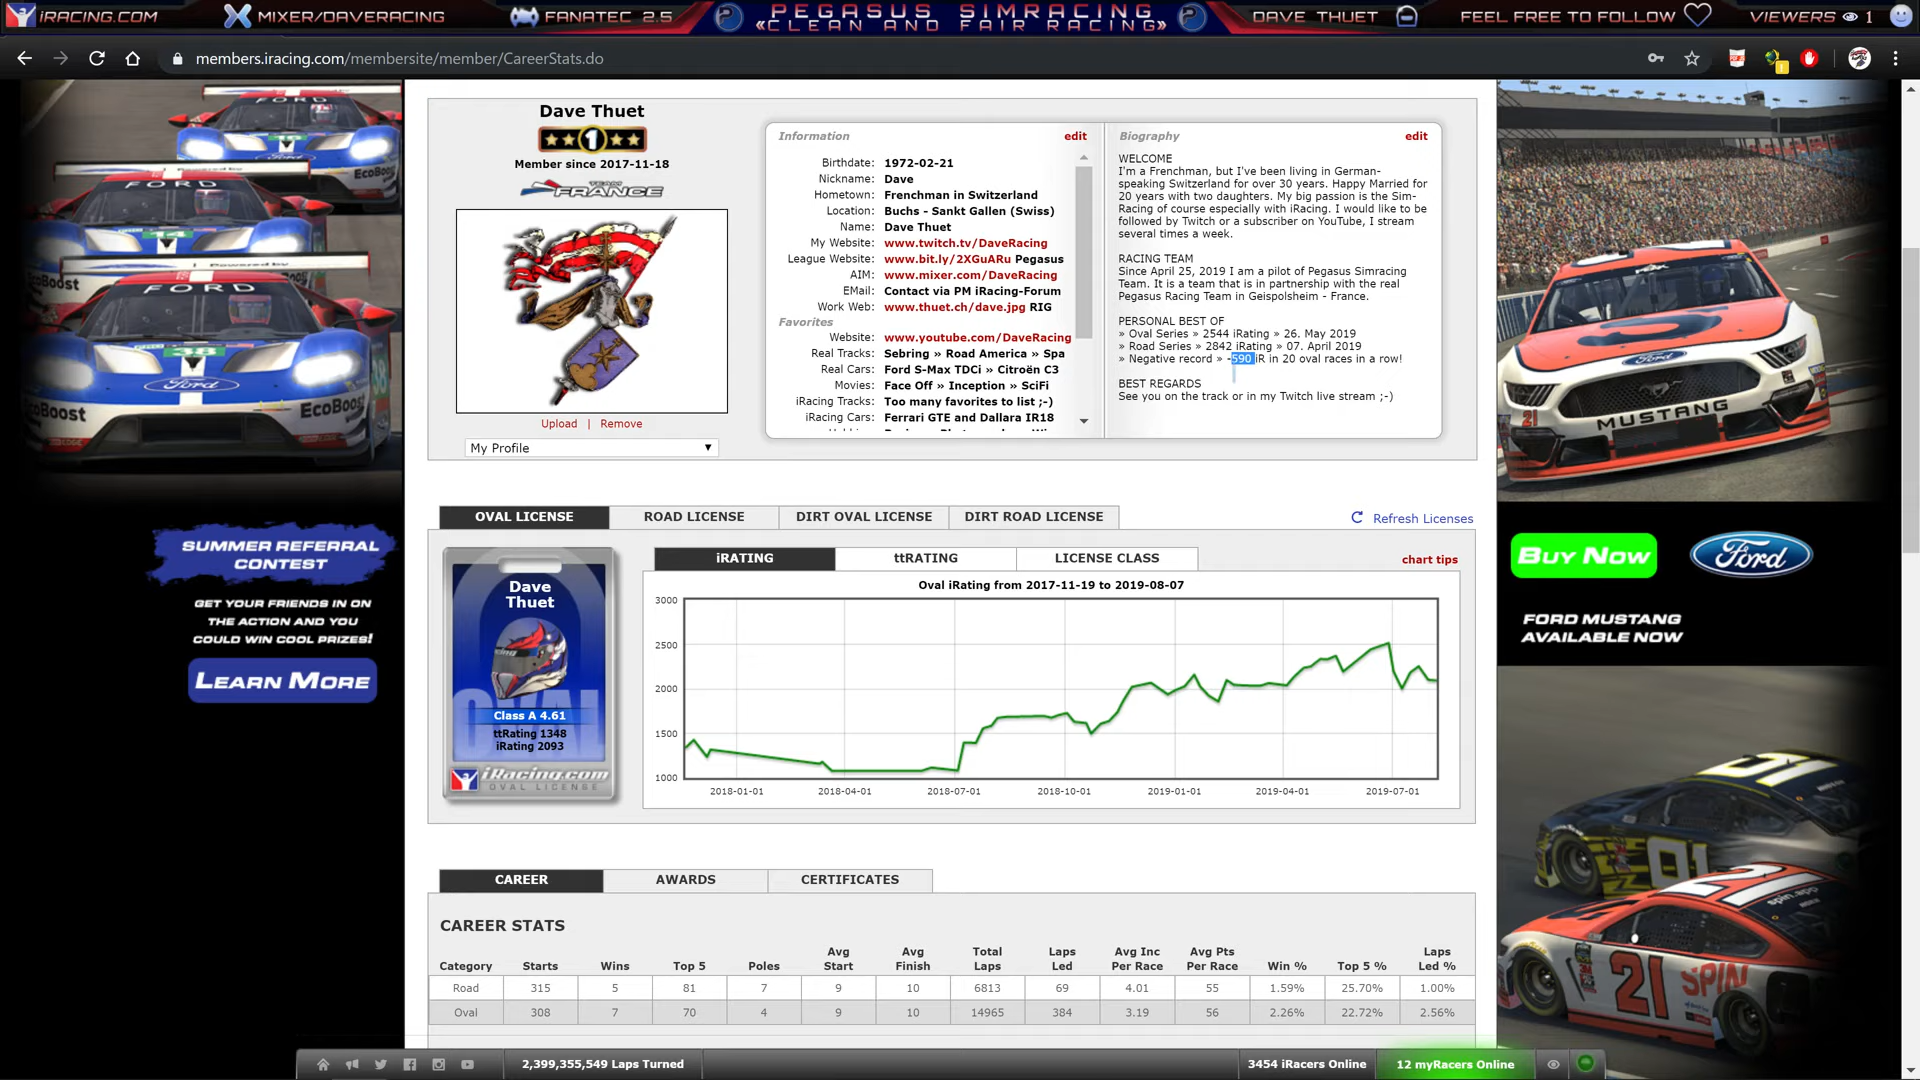 iRACING.COM
MIXER/DAVERACING
FANATEC 2.5
PEGASUS SIMRACING
«CLEAN AND FAIR RACING»
DAVE THUET
FEEL FREE TO FOLLOW
VIEWERS 1
members.iracing.com/membersite/member/CareerStats.do
Dave Thuet
1
Member since 2017-11-18
TEAM FRANCE
Upload | Remove
My Profile
Information
edit
Birthdate: 1972-02-21
Nickname: Dave
Hometown: Frenchman in Switzerland
Location: Buchs - Sankt Gallen (Swiss)
Name: Dave Thuet
My Website: www.twitch.tv/DaveRacing
League Website: www.bit.ly/2XGuARu Pegasus
AIM: www.mixer.com/DaveRacing
EMail: Contact via PM iRacing-Forum
Work Web: www.thuet.ch/dave.jpg RIG
Favorites
Website: www.youtube.com/DaveRacing
Real Tracks: Sebring » Road America » Spa
Real Cars: Ford S-Max TDCi » Citroën C3
Movies: Face Off » Inception » SciFi
iRacing Tracks: Too many favorites to list ;-)
iRacing Cars: Ferrari GTE and Dallara IR18
Biography
edit
WELCOME
I'm a Frenchman, but I've been living in German-
speaking Switzerland for over 30 years. Happy Married for
20 years with two daughters. My big passion is the Sim-
Racing of course especially with iRacing. I would like to be
followed by Twitch or a subscriber on YouTube, I stream
several times a week.
RACING TEAM
Since April 25, 2019 I am a pilot of Pegasus Simracing
Team. It is a team that is in partnership with the real
Pegasus Racing Team in Geispolsheim - France.
PERSONAL BEST OF
» Oval Series » 2544 iRating » 26. May 2019
» Road Series » 2842 iRating » 07. April 2019
» Negative record » -590 iR in 20 oval races in a row!
BEST REGARDS
See you on the track or in my Twitch live stream ;-)
OVAL LICENSE
ROAD LICENSE
DIRT OVAL LICENSE
DIRT ROAD LICENSE
Refresh Licenses
Dave
Thuet
OVAL
Class A 4.61
ttRating 1348
iRating 2093
iRacing.com
OVAL LICENSE
iRATING
ttRATING
LICENSE CLASS
chart tips
Oval iRating from 2017-11-19 to 2019-08-07
3000
2500
2000
1500
1000
2018-01-01 2018-04-01 2018-07-01 2018-10-01 2019-01-01 2019-04-01 2019-07-01
CAREER
AWARDS
CERTIFICATES
CAREER STATS
Category Starts Wins Top 5 Poles Avg Start Avg Finish Total Laps Laps Led Avg Inc Per Race Avg Pts Per Race Win % Top 5 % Laps Led %
Road 315 5 81 7 9 10 6813 69 4.01 55 1.59% 25.70% 1.00%
Oval 308 7 70 4 9 10 14965 384 3.19 56 2.26% 22.72% 2.56%
SUMMER REFERRAL
CONTEST
GET YOUR FRIENDS IN ON
THE ACTION AND YOU
COULD WIN COOL PRIZES!
LEARN MORE
BUY NOW
Ford
FORD MUSTANG
AVAILABLE NOW
FORD
EcoBoost
FORD
EcoBoost
FORD
EcoBoost
EcoBoost
Ford
MUSTANG
21
spin.app
21
SPIN
2,399,355,549 Laps Turned
3454 iRacers Online
12 myRacers Online